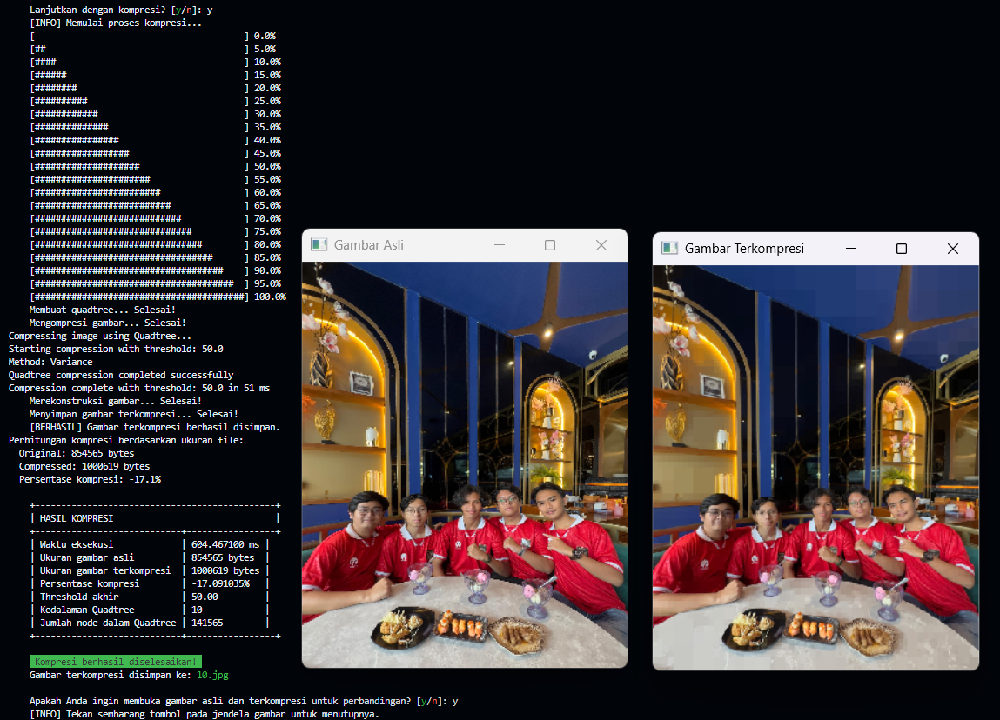 Lanjutkan dengan kompresi? [y/n]: y
[INFO] Memulai proses kompresi...
[                                        ] 0.0%
[##                                      ] 5.0%
[####                                    ] 10.0%
[######                                  ] 15.0%
[########                                ] 20.0%
[##########                              ] 25.0%
[############                            ] 30.0%
[##############                          ] 35.0%
[################                        ] 40.0%
[##################                      ] 45.0%
[####################                    ] 50.0%
[######################                  ] 55.0%
[########################                ] 60.0%
[##########################              ] 65.0%
[############################            ] 70.0%
[##############################          ] 75.0%
[################################        ] 80.0%
[##################################      ] 85.0%
[####################################    ] 90.0%
[######################################  ] 95.0%
[########################################] 100.0%
Membuat quadtree... Selesai!
Mengompresi gambar... Selesai!
Compressing image using Quadtree...
Starting compression with threshold: 50.0
Method: Variance
Quadtree compression completed successfully
Compression complete with threshold: 50.0 in 51 ms
Merekonstruksi gambar... Selesai!
Menyimpan gambar terkompresi... Selesai!
[BERHASIL] Gambar terkompresi berhasil disimpan.
Perhitungan kompresi berdasarkan ukuran file:
Original: 854565 bytes
Compressed: 1000619 bytes
Persentase kompresi: -17.1%
+----------------------------------------------+
| HASIL KOMPRESI                               |
+----------------------------+-----------------+
| Waktu eksekusi             | 604.467100 ms |
| Ukuran gambar asli         | 854565 bytes  |
| Ukuran gambar terkompresi  | 1000619 bytes |
| Persentase kompresi        | -17.091035%   |
| Threshold akhir            | 50.00         |
| Kedalaman Quadtree         | 10            |
| Jumlah node dalam Quadtree | 141565        |
+----------------------------+-----------------+
Kompresi berhasil diselesaikan!
Gambar terkompresi disimpan ke: 10.jpg
Apakah Anda ingin membuka gambar asli dan terkompresi untuk perbandingan? [y/n]: y
[INFO] Tekan sembarang tombol pada jendela gambar untuk menutupnya.
Gambar Asli
Gambar Terkompresi